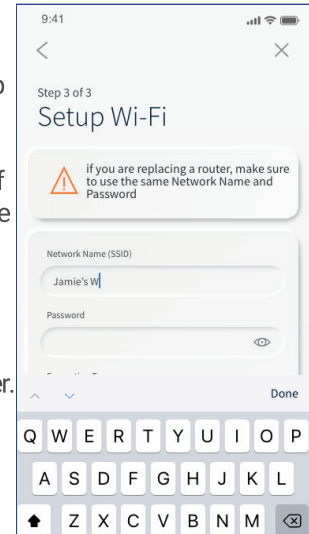 9:41
Step 3 of 3
Setup Wi-Fi
if you are replacing a router, make sure
to use the same Network Name and
Password
Network Name (SSID)
Jamie's W
Password
Done
Q W E R T Y U I O P
A S D F G H J K L
Z X C V B N M